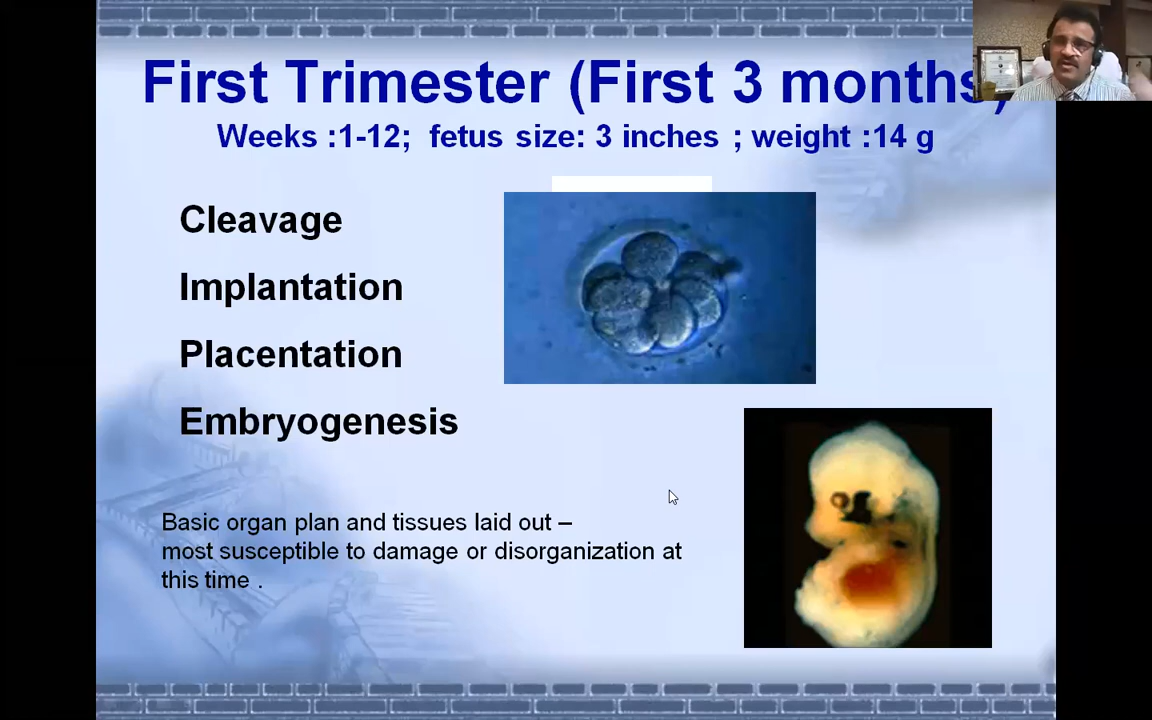 First Trimester (First 3 months)
Weeks :1-12; fetus size: 3 inches ; weight :14 g
Cleavage
Implantation
Placentation
Embryogenesis
Basic organ plan and tissues laid out –
most susceptible to damage or disorganization at
this time .